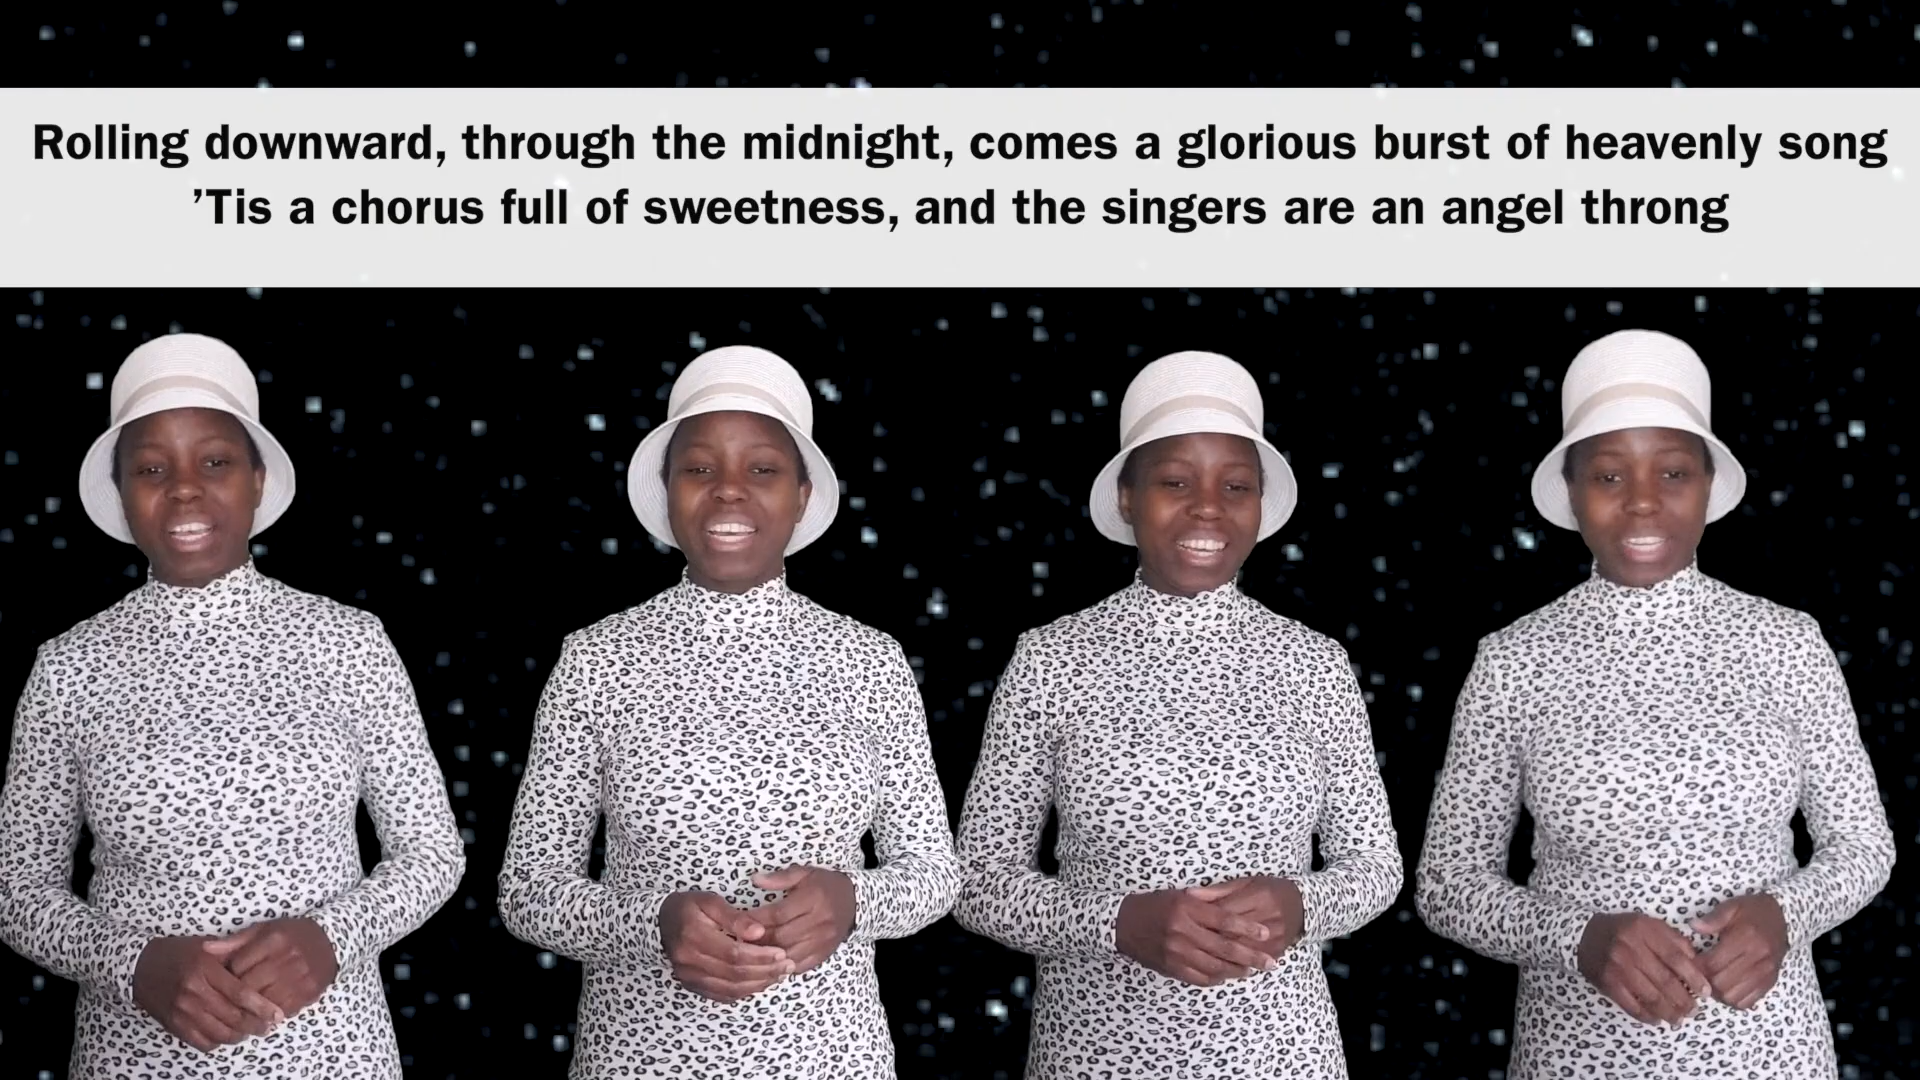 Rolling downward, through the midnight, comes a glorious burst of heavenly song
’Tis a chorus full of sweetness, and the singers are an angel throng